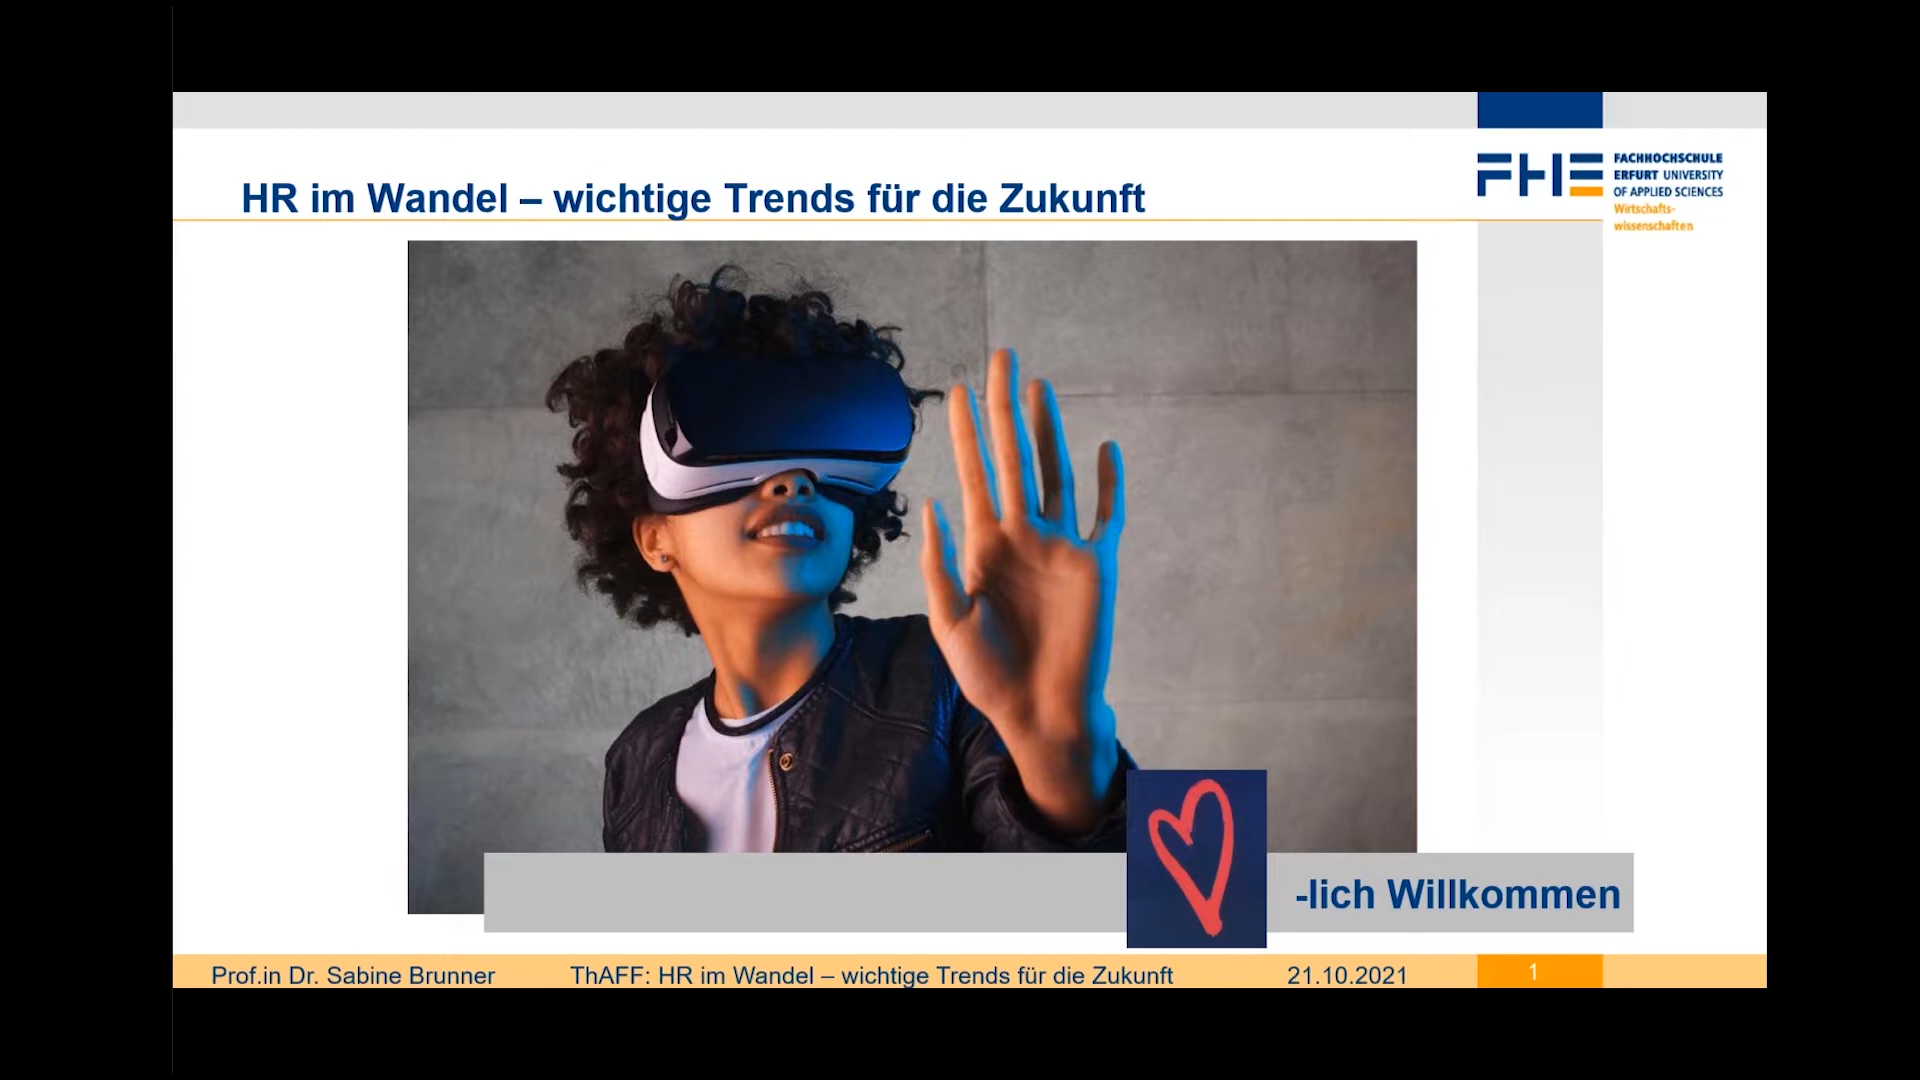 HR im Wandel – wichtige Trends für die Zukunft
FHE
FACHHOCHSCHULE
ERFURT UNIVERSITY
OF APPLIED SCIENCES
Wirtschafts-
wissenschaften
-lich Willkommen
Prof.in Dr. Sabine Brunner
ThAFF: HR im Wandel – wichtige Trends für die Zukunft
21.10.2021
1